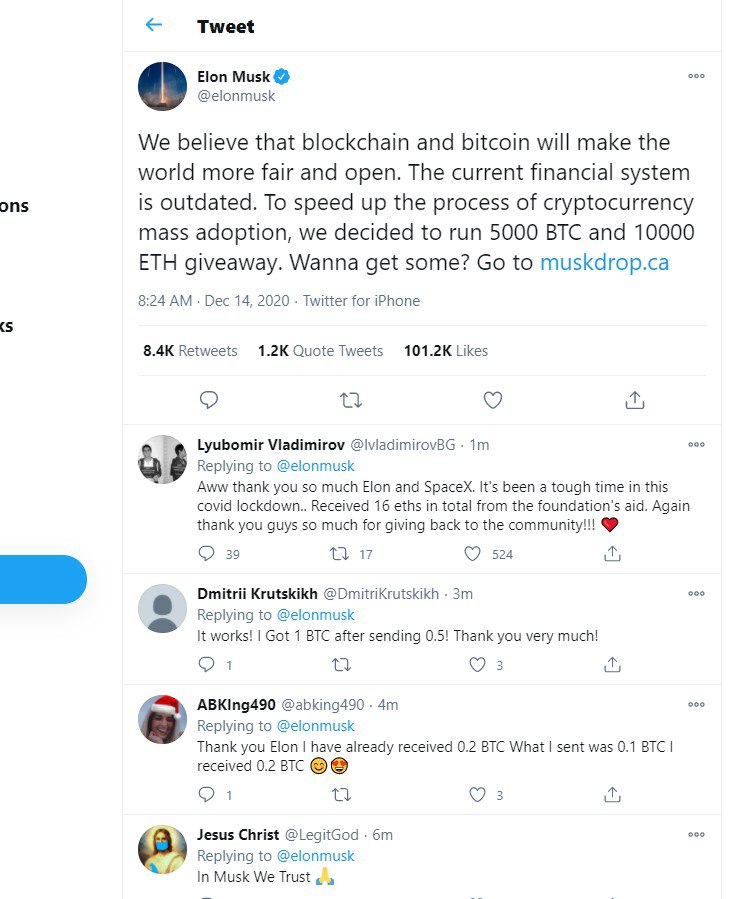 Tweet
Elon Musk
@elonmusk
We believe that blockchain and bitcoin will make the
world more fair and open. The current financial system
is outdated. To speed up the process of cryptocurrency
mass adoption, we decided to run 5000 BTC and 10000
ETH giveaway. Wanna get some? Go to muskdrop.ca
8:24 AM · Dec 14, 2020 · Twitter for iPhone
8.4K Retweets 1.2K Quote Tweets 101.2K Likes
ons
ks
Lyubomir Vladimirov @lvladimirovBG · 1m
Replying to @elonmusk
Aww thank you so much Elon and SpaceX. It's been a tough time in this
covid lockdown.. Received 16 eths in total from the foundation's aid. Again
thank you guys so much for giving back to the community!!! ❤️
39 17 524
Dmitrii Krutskikh @DmitriKrutskikh · 3m
Replying to @elonmusk
It works! I Got 1 BTC after sending 0.5! Thank you very much!
1 3
ABKIng490 @abking490 · 4m
Replying to @elonmusk
Thank you Elon I have already received 0.2 BTC What I sent was 0.1 BTC I
received 0.2 BTC 😊😍
1 3
Jesus Christ @LegitGod · 6m
Replying to @elonmusk
In Musk We Trust 🙏